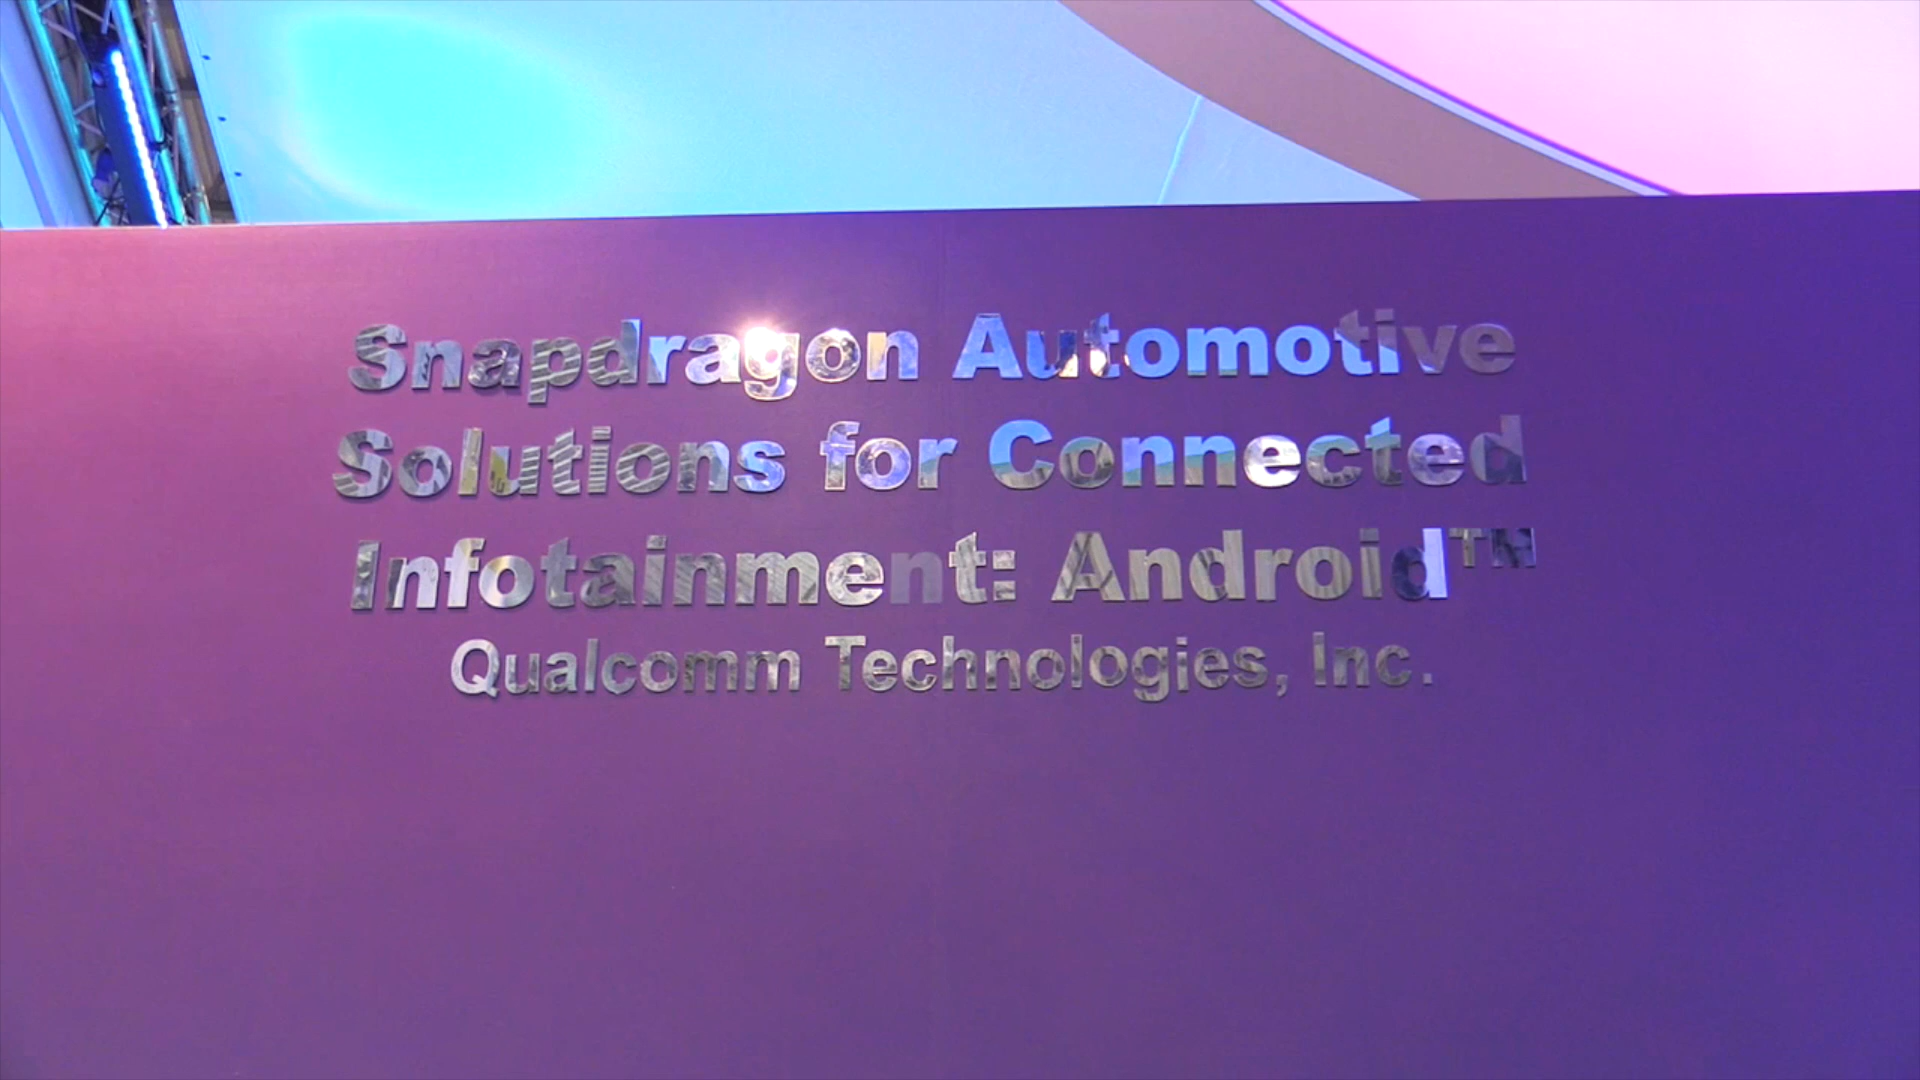 Snapdragon Automotive
Solutions for Connected
Infotainment: Android™
Qualcomm Technologies, Inc.